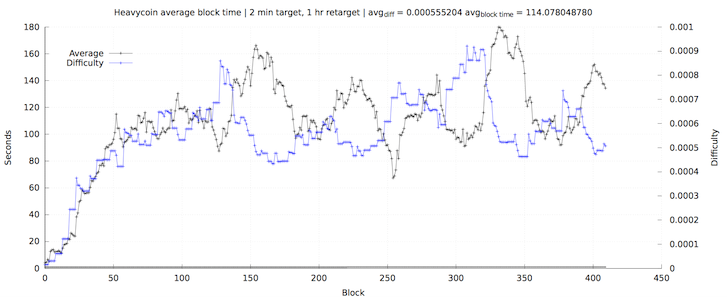 Heavycoin average block time | 2 min target, 1 hr retarget | avgdiff = 0.000555204 avgblock time = 114.078048780
180 0.001
Average
Difficulty
160 0.0009
140 0.0008
120 0.0007
100 0.0006
80 0.0005
60 0.0004
40 0.0003
20 0.0002
0 0.0001
0
Seconds
Difficulty
0 50 100 150 200 250 300 350 400 450
Block